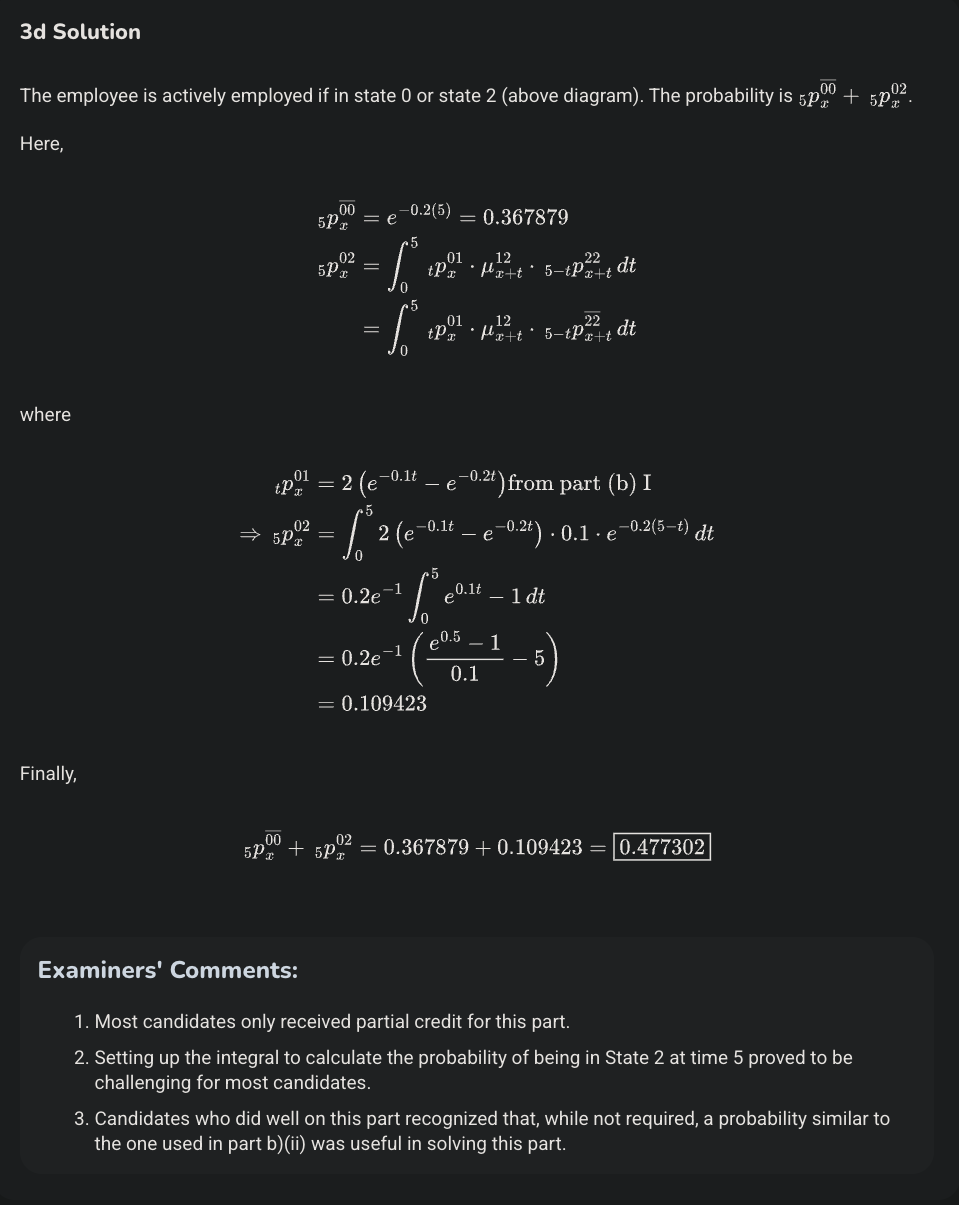 3d Solution
The employee is actively employed if in state 0 or state 2 (above diagram). The probability is $_5p_x^{\overline{00}} + {}_5p_x^{02}$.
Here,
$_5p_x^{\overline{00}} = e^{-0.2(5)} = 0.367879$
$_5p_x^{02} = \int_0^5 {}_tp_x^{01} \cdot \mu_{x+t}^{12} \cdot {}_{5-t}p_{x+t}^{22} \, dt$
$= \int_0^5 {}_tp_x^{01} \cdot \mu_{x+t}^{12} \cdot {}_{5-t}p_{x+t}^{\overline{22}} \, dt$
where
$_tp_x^{01} = 2 \left( e^{-0.1t} - e^{-0.2t} \right) \text{from part (b) I}$
$\Rightarrow {}_5p_x^{02} = \int_0^5 2 \left( e^{-0.1t} - e^{-0.2t} \right) \cdot 0.1 \cdot e^{-0.2(5-t)} \, dt$
$= 0.2e^{-1} \int_0^5 e^{0.1t} - 1 \, dt$
$= 0.2e^{-1} \left( \frac{e^{0.5} - 1}{0.1} - 5 \right)$
$= 0.109423$
Finally,
$_5p_x^{\overline{00}} + {}_5p_x^{02} = 0.367879 + 0.109423 = \boxed{0.477302}$
Examiners' Comments:
1. Most candidates only received partial credit for this part.
2. Setting up the integral to calculate the probability of being in State 2 at time 5 proved to be
challenging for most candidates.
3. Candidates who did well on this part recognized that, while not required, a probability similar to
the one used in part b)(ii) was useful in solving this part.